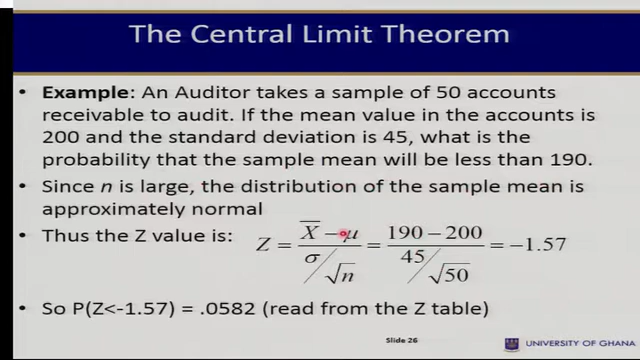 The Central Limit Theorem
• Example: An Auditor takes a sample of 50 accounts
receivable to audit. If the mean value in the accounts is
200 and the standard deviation is 45, what is the
probability that the sample mean will be less than 190.
• Since n is large, the distribution of the sample mean is
approximately normal
• Thus the Z value is: Z = (X̅ − μ) / (σ/√n) = (190 − 200) / (45/√50) = −1.57
• So P(Z<-1.57) = .0582 (read from the Z table)
Slide 26
UNIVERSITY OF GHANA